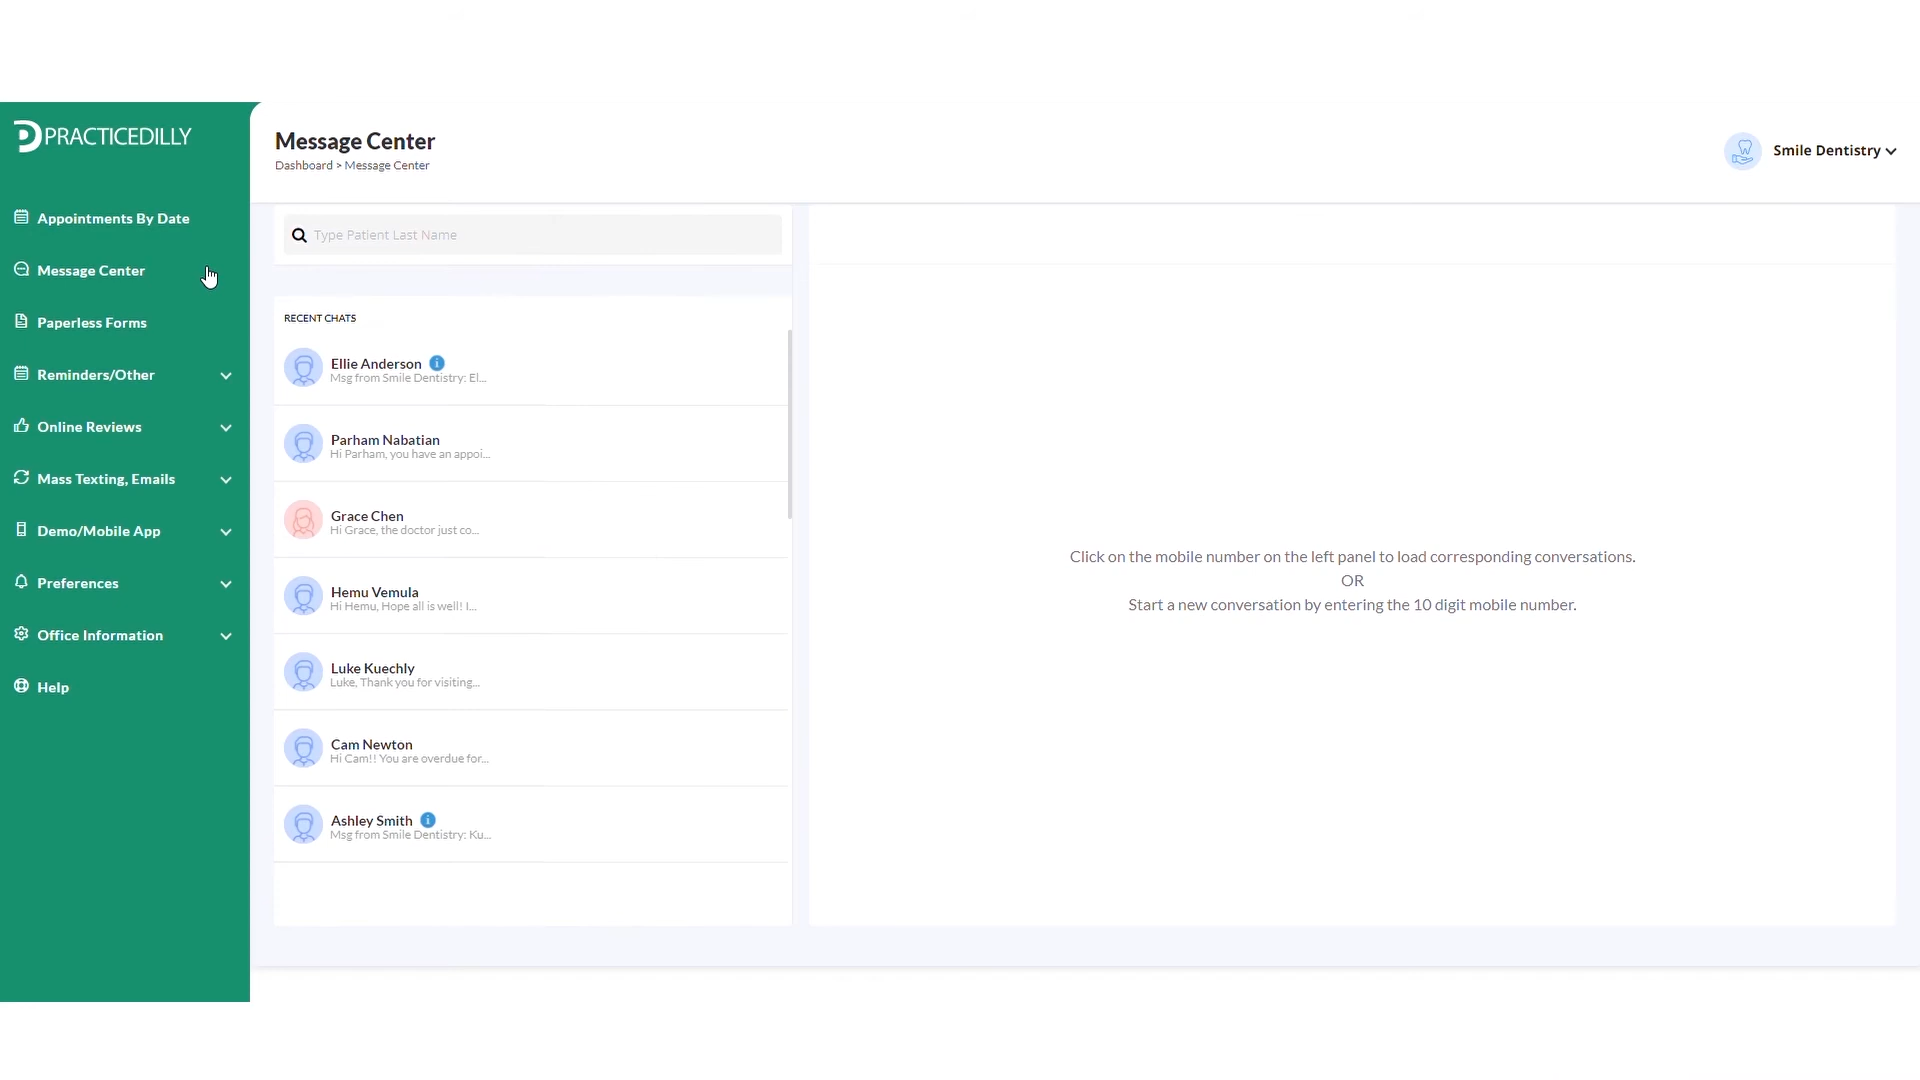 PRACTICEDILLY
Appointments By Date
Message Center
Paperless Forms
Reminders/Other
Online Reviews
Mass Texting, Emails
Demo/Mobile App
Preferences
Office Information
Help
Message Center
Dashboard > Message Center
Smile Dentistry
Type Patient Last Name
RECENT CHATS
Ellie Anderson
Msg from Smile Dentistry: El...
Parham Nabatian
Hi Parham, you have an appoi...
Grace Chen
Hi Grace, the doctor just co...
Hemu Vemula
Hi Hemu, Hope all is well! I...
Luke Kuechly
Luke, Thank you for visiting...
Cam Newton
Hi Cam!! You are overdue for...
Ashley Smith
Msg from Smile Dentistry: Ku...
Click on the mobile number on the left panel to load corresponding conversations.
OR
Start a new conversation by entering the 10 digit mobile number.